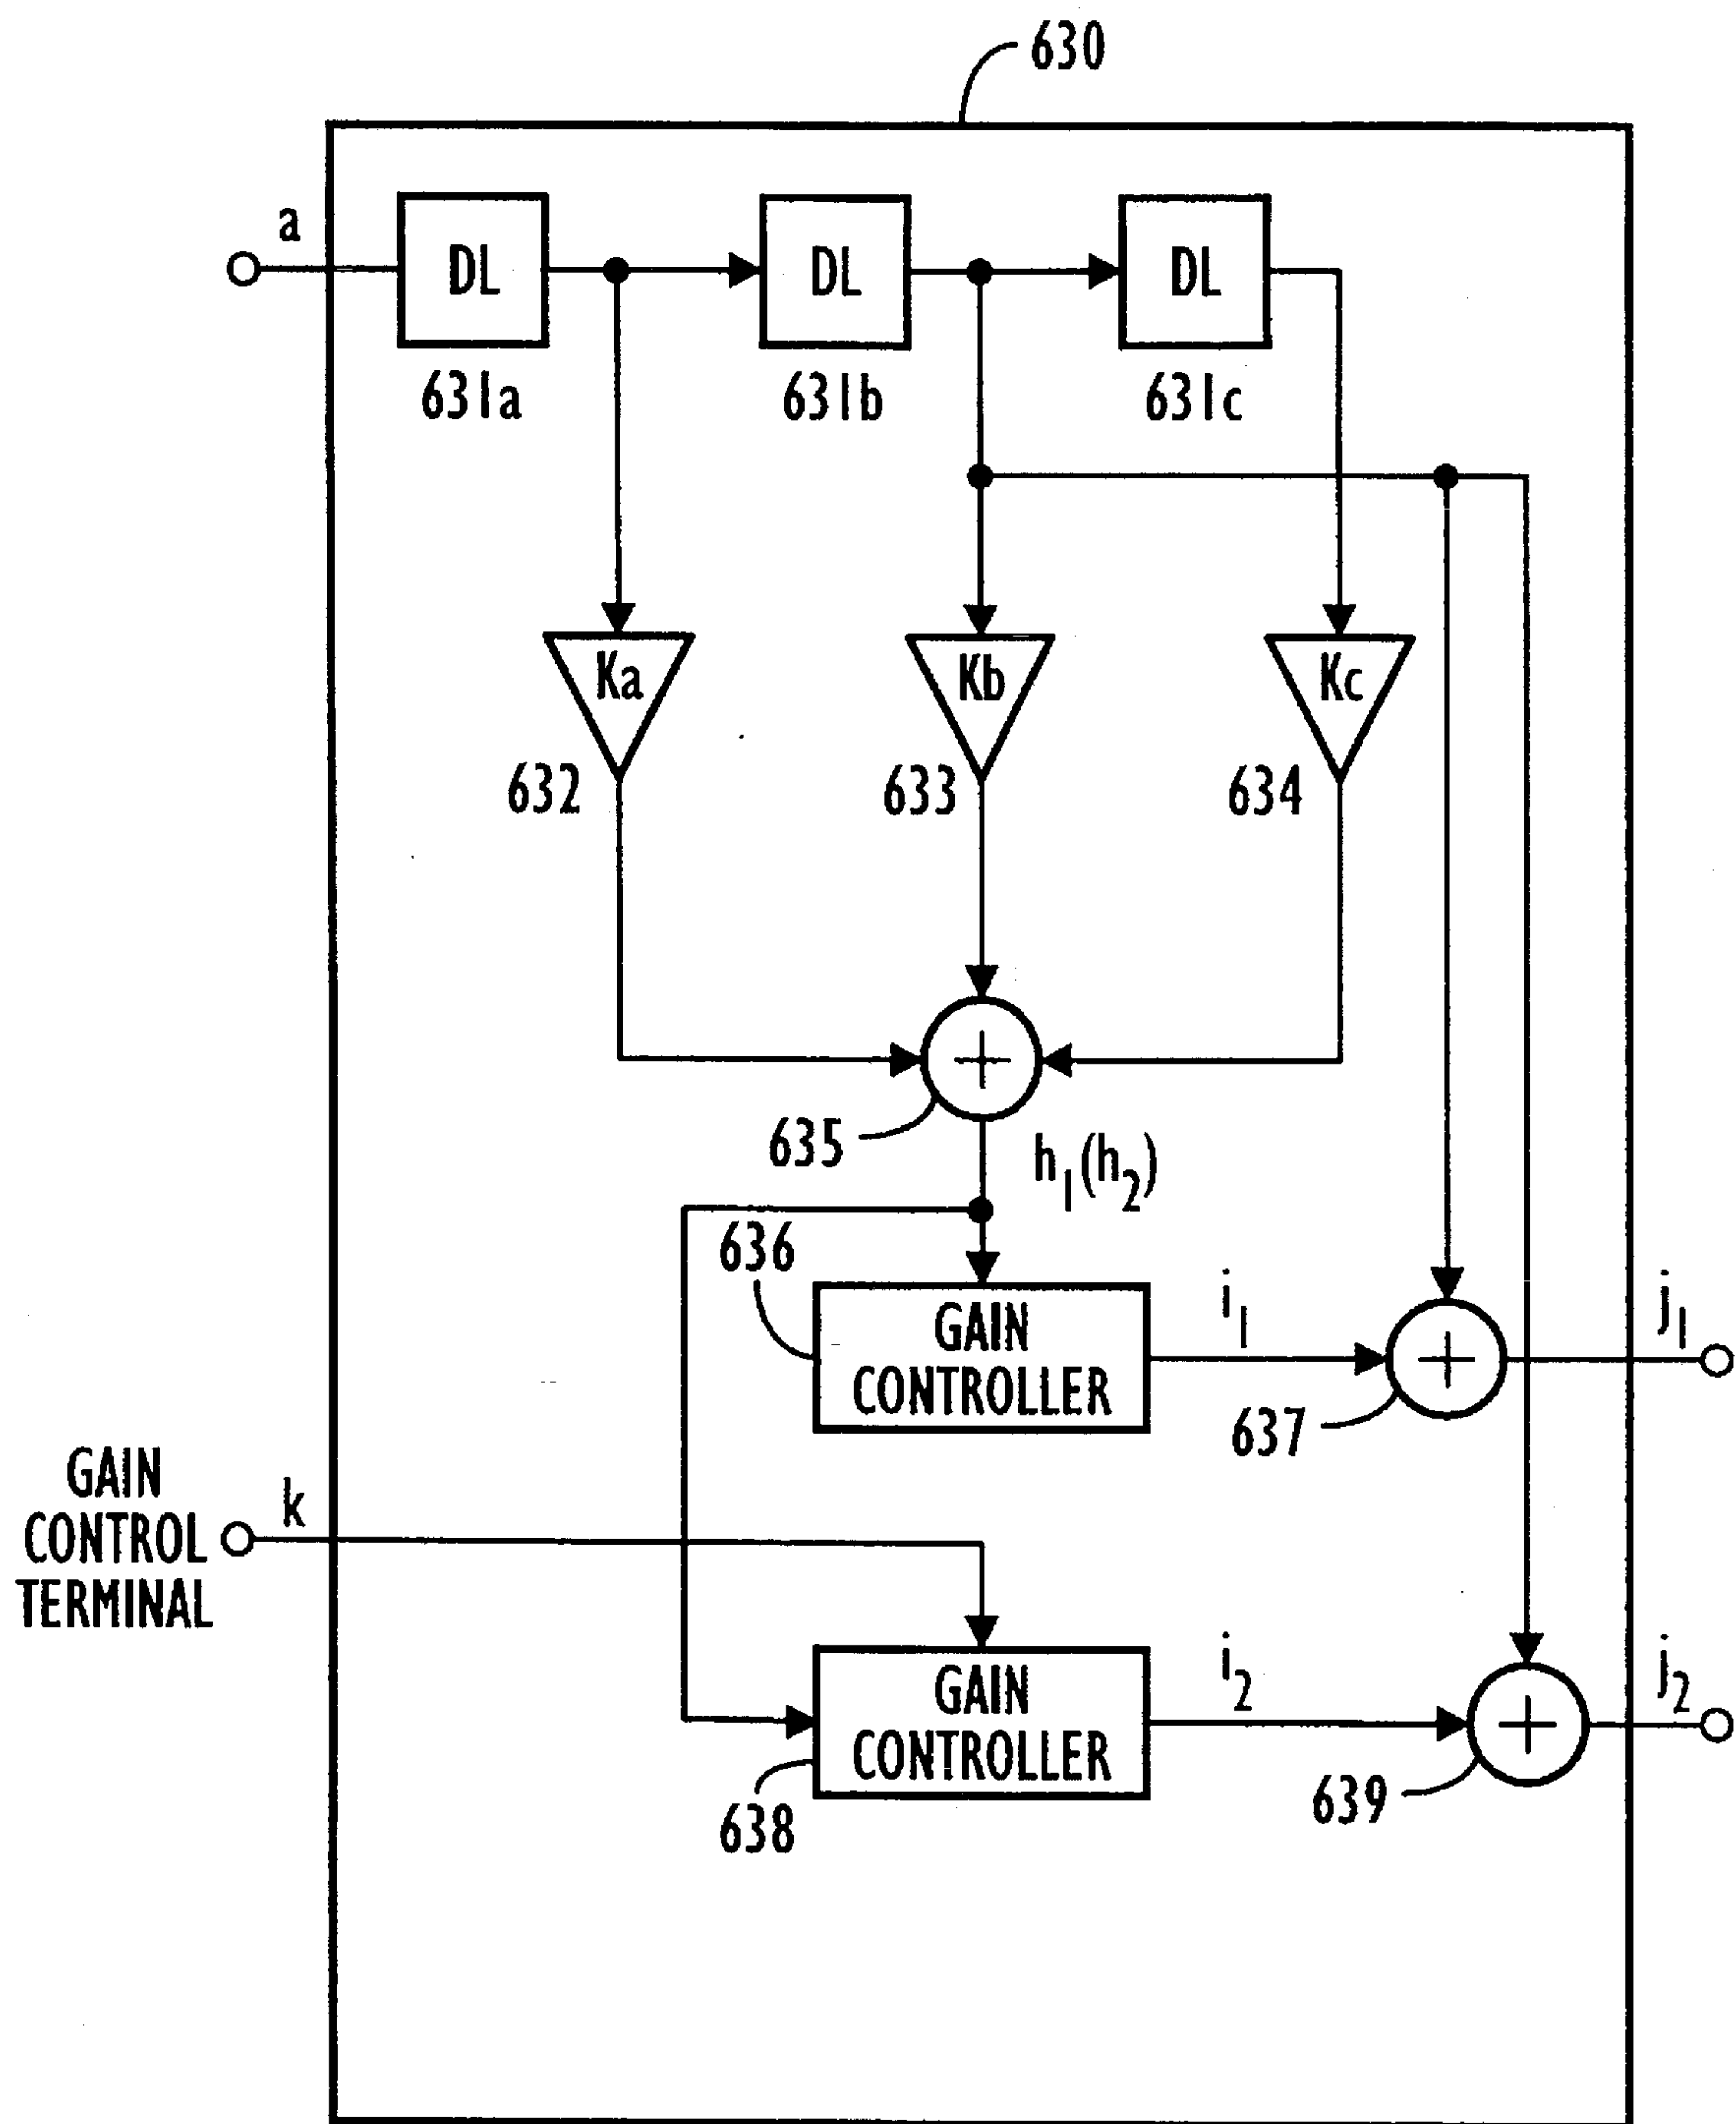 630
a
DL
DL
DL
631a
631b
631c
Ka
Kb
Kc
632
633
634
635
h1(h2)
636
GAIN
CONTROLLER
i1
j1
637
GAIN
CONTROL
TERMINAL
k
GAIN
CONTROLLER
i2
j2
638
639